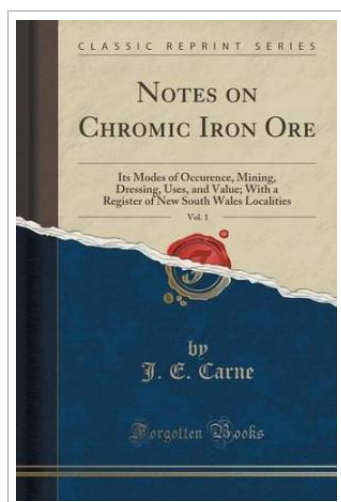 CLASSIC REPRINT SERIES
NOTES ON
CHROMIC IRON ORE
Its Modes of Occurence, Mining,
Dressing, Uses, and Value; With a
Register of New South Wales Localities
Vol. 1
by
J. E. Carne
Forgotten Books